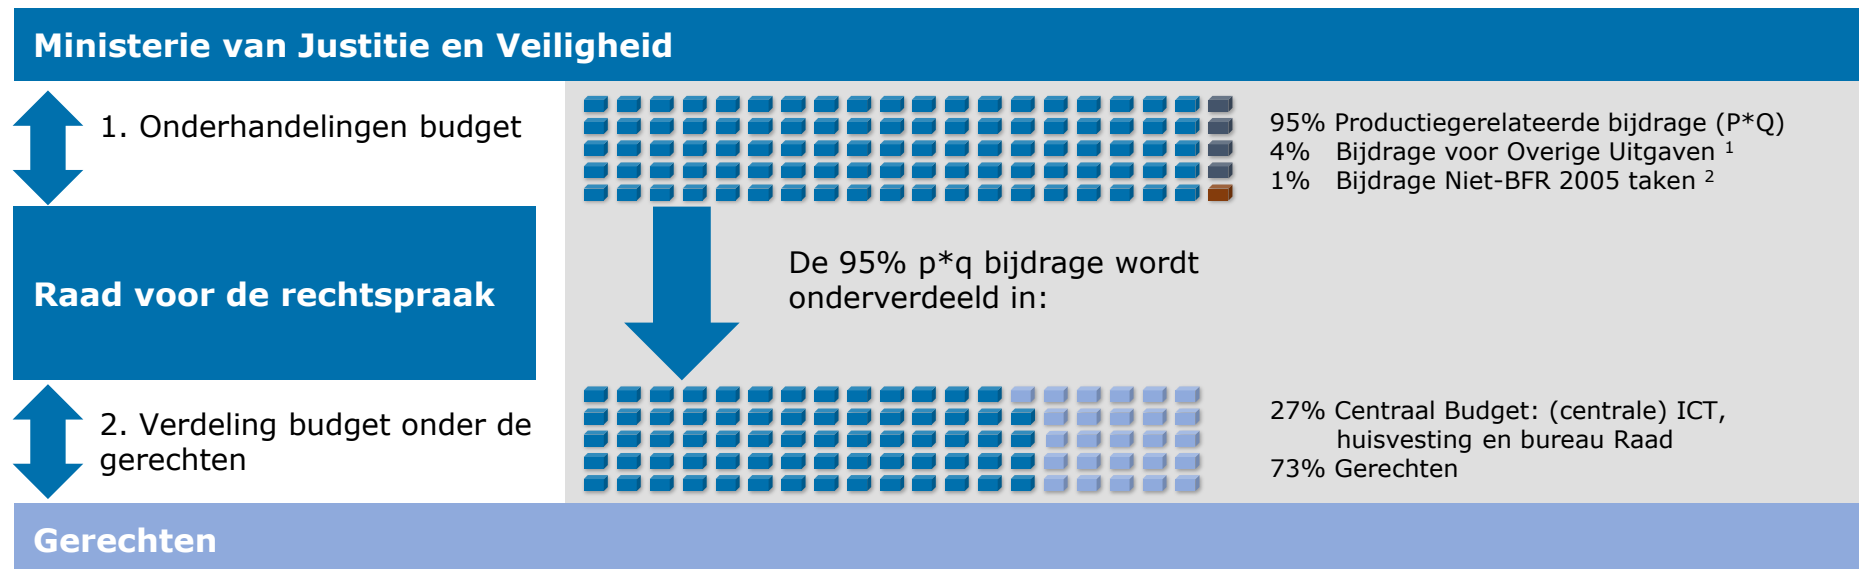 Ministerie van Justitie en Veiligheid
1. Onderhandelingen budget
95% Productiegerelateerde bijdrage (P*Q)
4% Bijdrage voor Overige Uitgaven ¹
1% Bijdrage Niet-BFR 2005 taken ²
Raad voor de rechtspraak
De 95% p*q bijdrage wordt
onderverdeeld in:
2. Verdeling budget onder de
gerechten
27% Centraal Budget: (centrale) ICT,
huisvesting en bureau Raad
73% Gerechten
Gerechten